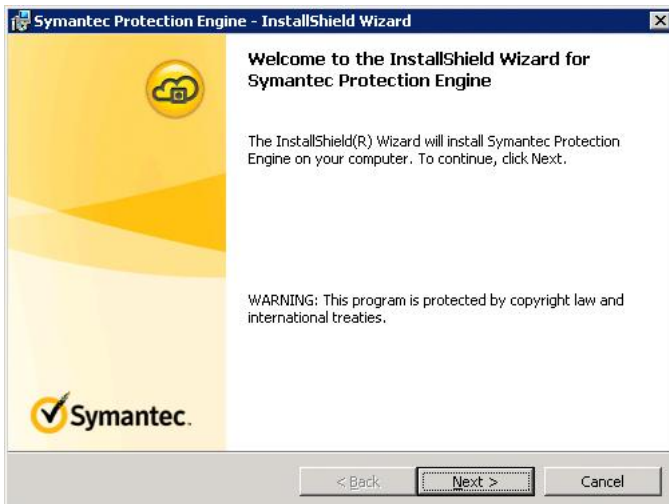 Symantec Protection Engine - InstallShield Wizard
Welcome to the InstallShield Wizard for
Symantec Protection Engine
The InstallShield(R) Wizard will install Symantec Protection
Engine on your computer. To continue, click Next.
WARNING: This program is protected by copyright law and
international treaties.
Symantec.
< Back
Next >
Cancel